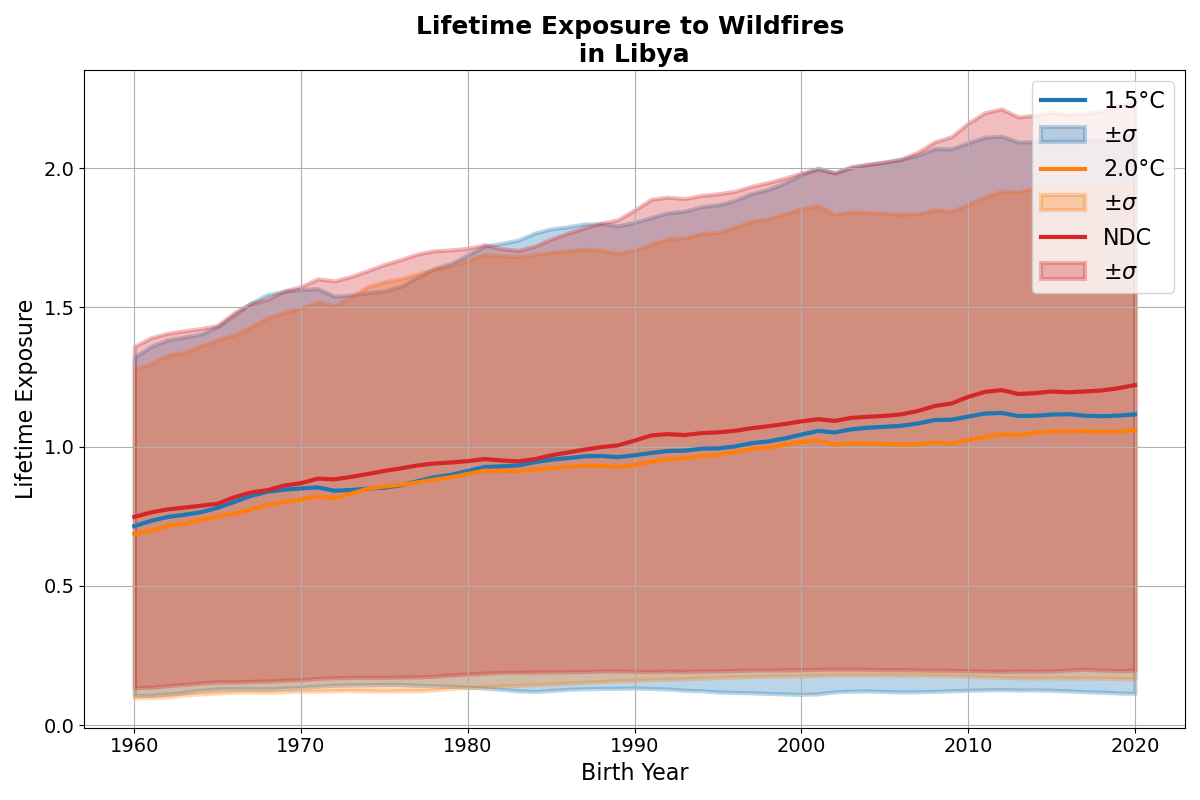 Lifetime Exposure to Wildfires
in Libya
Lifetime Exposure
2.0
1.5
1.0
0.5
0.0
1.5°C
±σ
2.0°C
±σ
NDC
±σ
1960 1970 1980 1990 2000 2010 2020
Birth Year